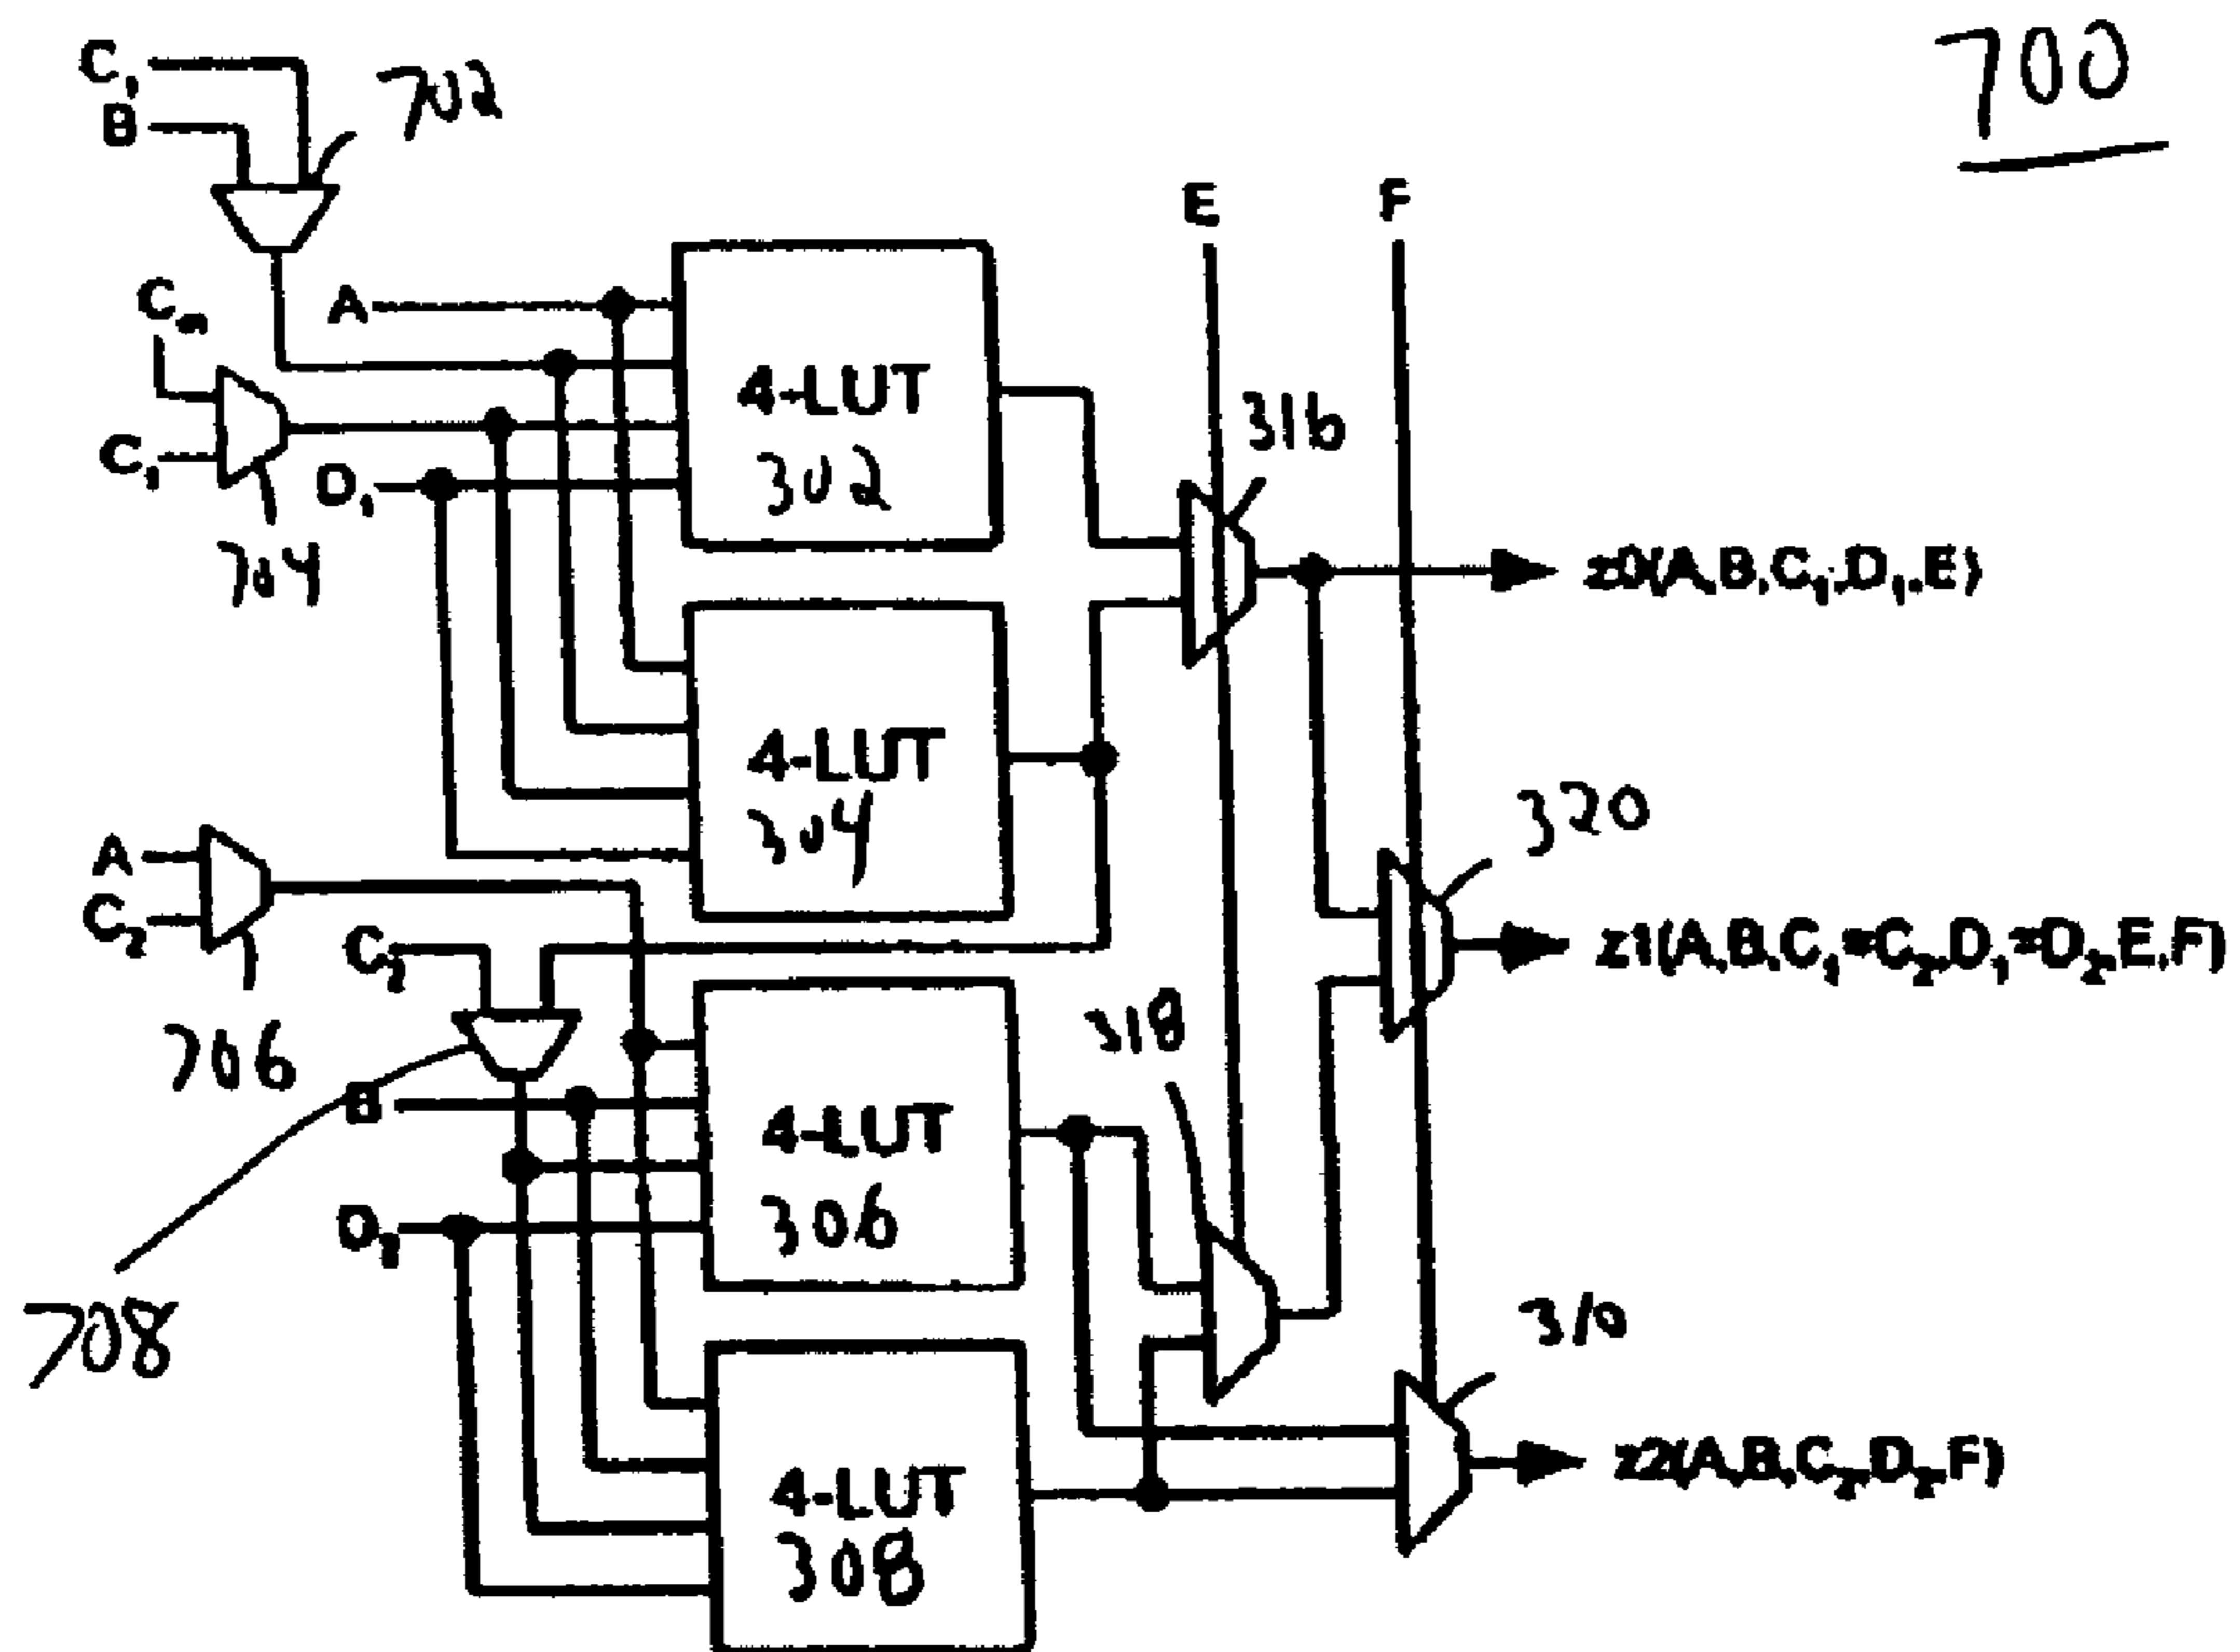 700
C1
B
702
E
F
Cin
A
C1
704
D1
4-LUT
302
316
z0(A,B,C1,D1,E)
4-LUT
304
320
A
C2
C2
z1(A,B,C1=C2,D1=D2,E,F)
706
318
B
4-LUT
306
D2
708
310
4-LUT
308
z2(A,B,C2,D2,F)